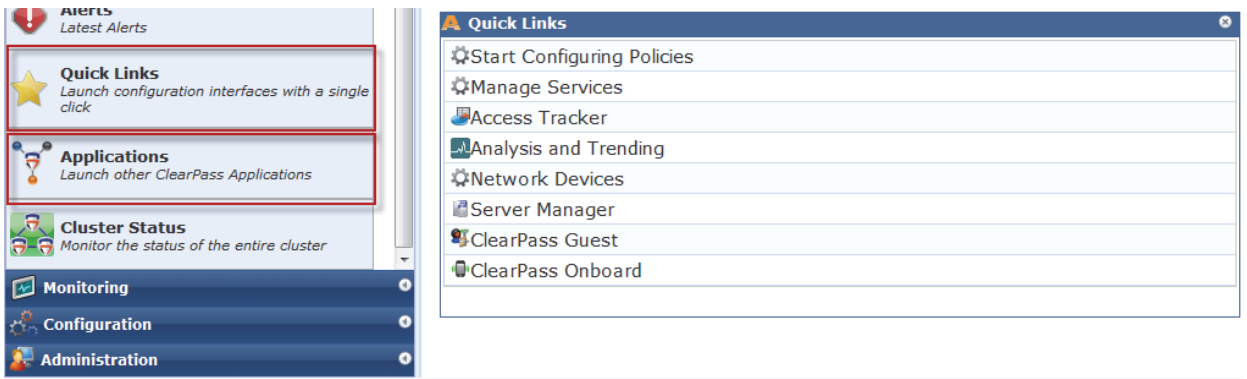 Alerts
Latest Alerts
Quick Links
Launch configuration interfaces with a single
click
Applications
Launch other ClearPass Applications
Cluster Status
Monitor the status of the entire cluster
Monitoring
Configuration
Administration
Quick Links
Start Configuring Policies
Manage Services
Access Tracker
Analysis and Trending
Network Devices
Server Manager
ClearPass Guest
ClearPass Onboard